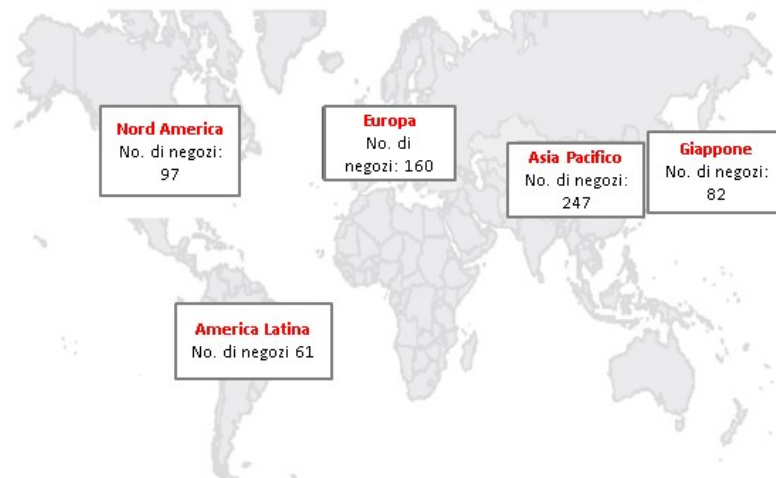 Nord America
No. di negozi:
97
Europa
No. di
negozi: 160
Asia Pacifico
No. di negozi:
247
Giappone
No. di negozi:
82
America Latina
No. di negozi 61